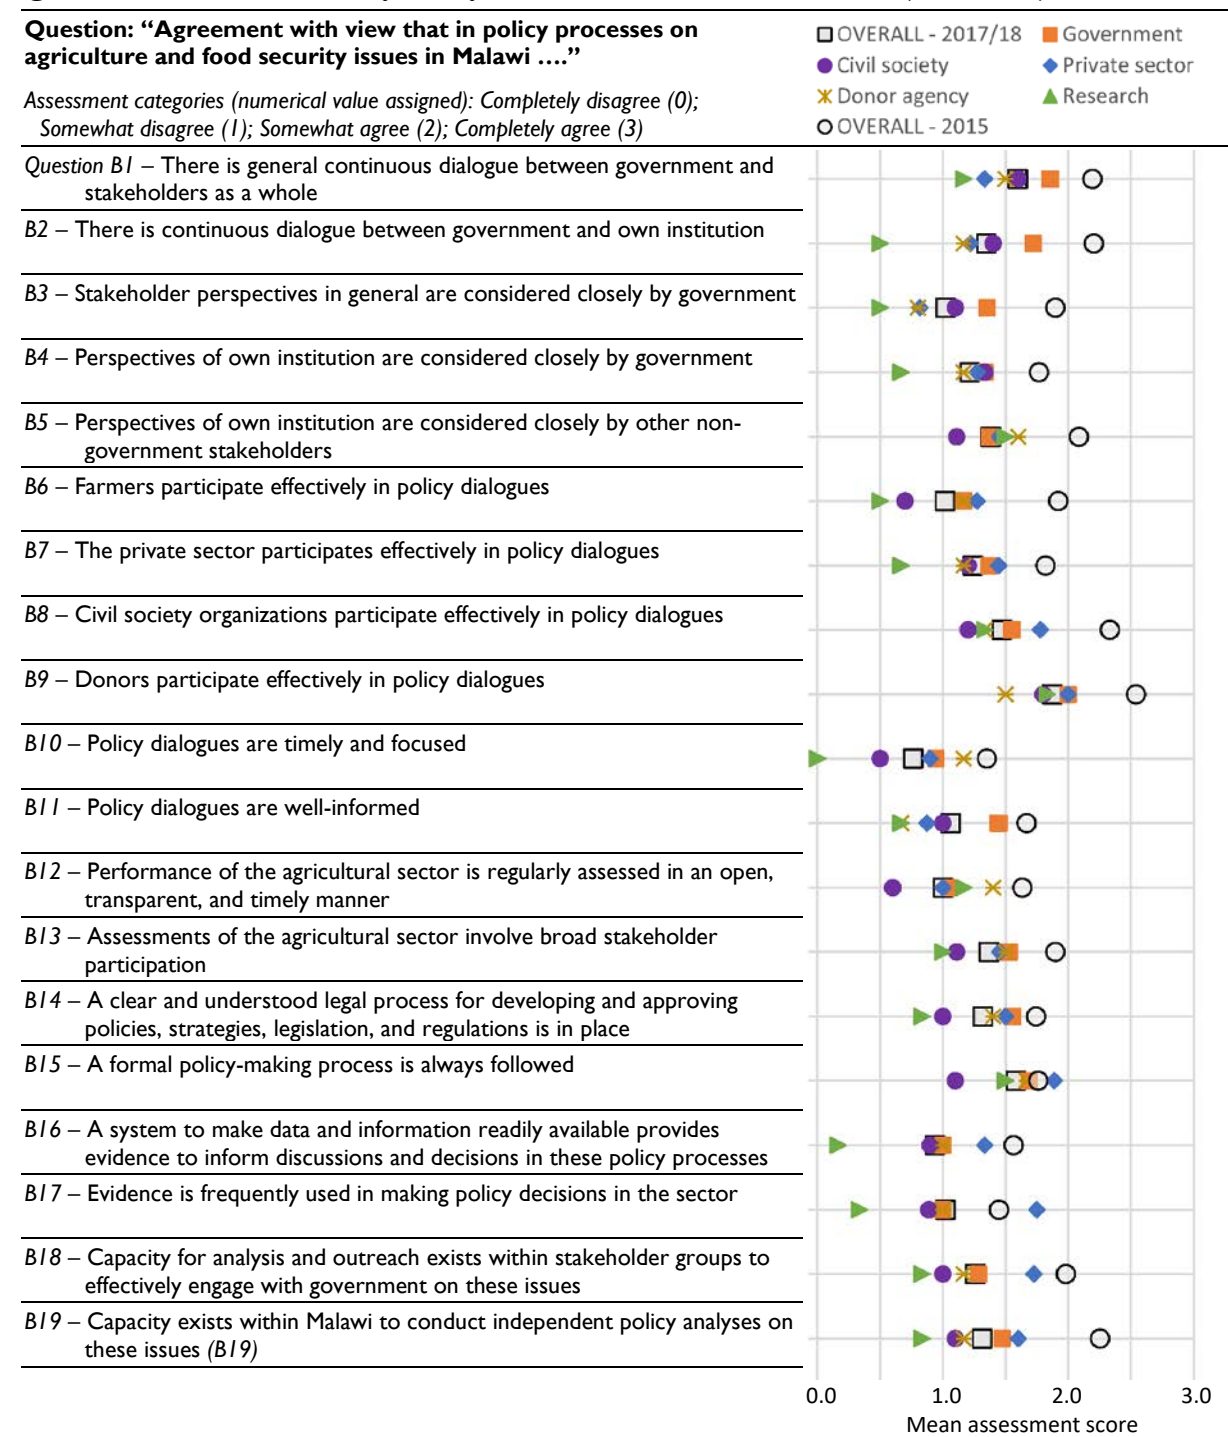 Question: “Agreement with view that in policy processes on
agriculture and food security issues in Malawi ….”
Assessment categories (numerical value assigned): Completely disagree (0);
Somewhat disagree (1); Somewhat agree (2); Completely agree (3)
OVERALL - 2017/18
Government
Civil society
Private sector
Donor agency
Research
OVERALL - 2015
Question B1 – There is general continuous dialogue between government and
stakeholders as a whole
B2 – There is continuous dialogue between government and own institution
B3 – Stakeholder perspectives in general are considered closely by government
B4 – Perspectives of own institution are considered closely by government
B5 – Perspectives of own institution are considered closely by other non-
government stakeholders
B6 – Farmers participate effectively in policy dialogues
B7 – The private sector participates effectively in policy dialogues
B8 – Civil society organizations participate effectively in policy dialogues
B9 – Donors participate effectively in policy dialogues
B10 – Policy dialogues are timely and focused
B11 – Policy dialogues are well-informed
B12 – Performance of the agricultural sector is regularly assessed in an open,
transparent, and timely manner
B13 – Assessments of the agricultural sector involve broad stakeholder
participation
B14 – A clear and understood legal process for developing and approving
policies, strategies, legislation, and regulations is in place
B15 – A formal policy-making process is always followed
B16 – A system to make data and information readily available provides
evidence to inform discussions and decisions in these policy processes
B17 – Evidence is frequently used in making policy decisions in the sector
B18 – Capacity for analysis and outreach exists within stakeholder groups to
effectively engage with government on these issues
B19 – Capacity exists within Malawi to conduct independent policy analyses on
these issues (B19)
0.0 1.0 2.0 3.0
Mean assessment score